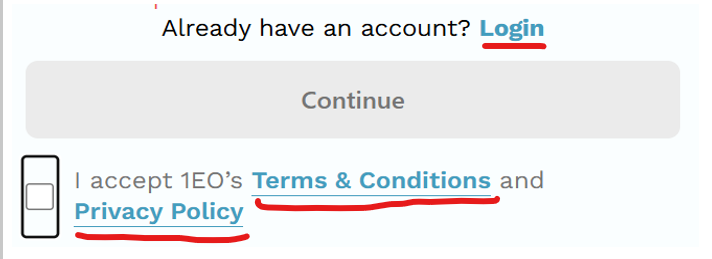 Already have an account? Login
Continue
I accept 1EO’s Terms & Conditions and
Privacy Policy